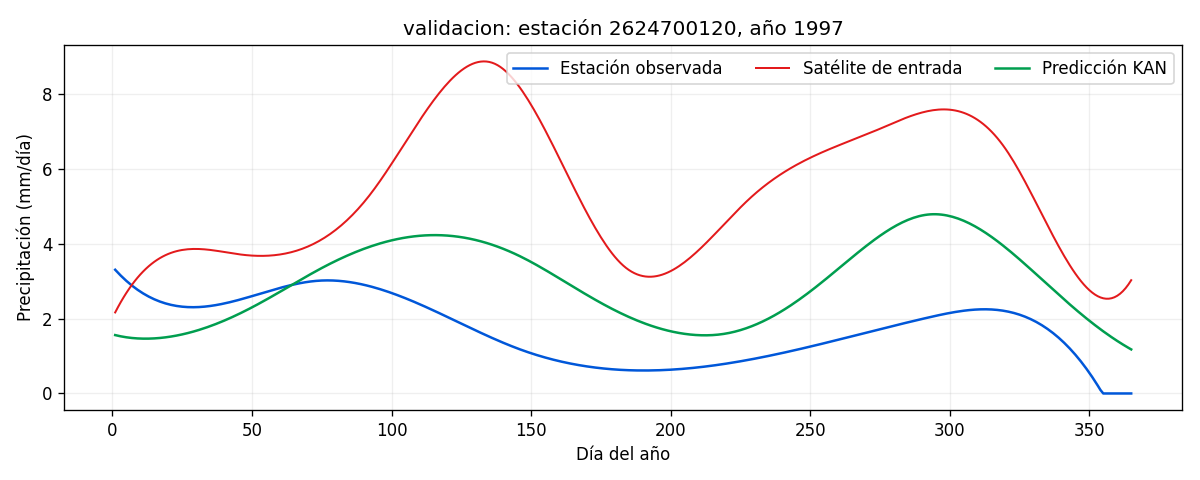 validacion: estación 2624700120, año 1997
Estación observada Satélite de entrada Predicción KAN
Precipitación (mm/día)
8
6
4
2
0
0 50 100 150 200 250 300 350
Día del año